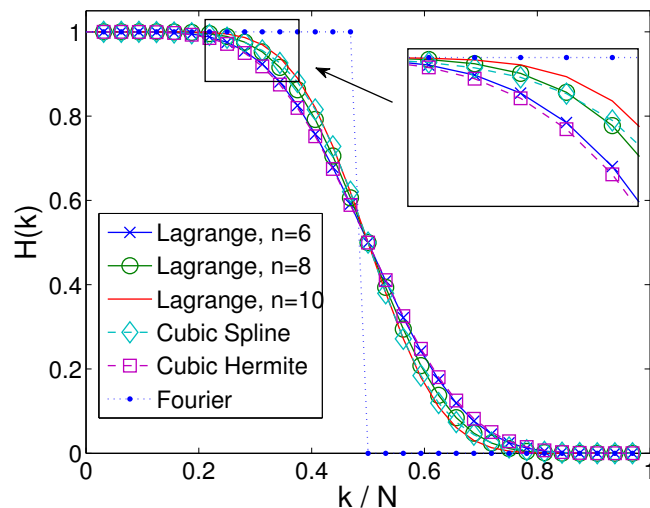 1
0.8
0.6
0.4
0.2
0
H(k)
Lagrange, n=6
Lagrange, n=8
Lagrange, n=10
Cubic Spline
Cubic Hermite
Fourier
0 0.2 0.4 0.6 0.8 1
k / N